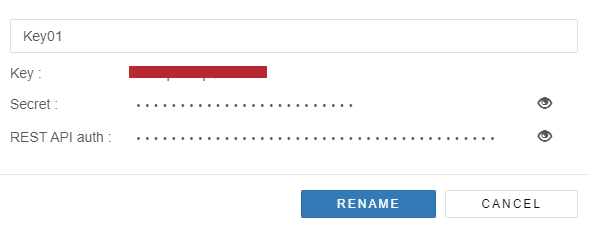 Key01
Key :
Secret :
REST API auth :
RENAME CANCEL